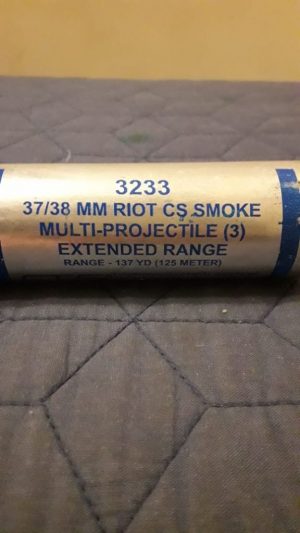 3233
37/38 MM RIOT CS SMOKE
MULTI-PROJECTILE (3)
EXTENDED RANGE
RANGE - 137 YD (125 METER)